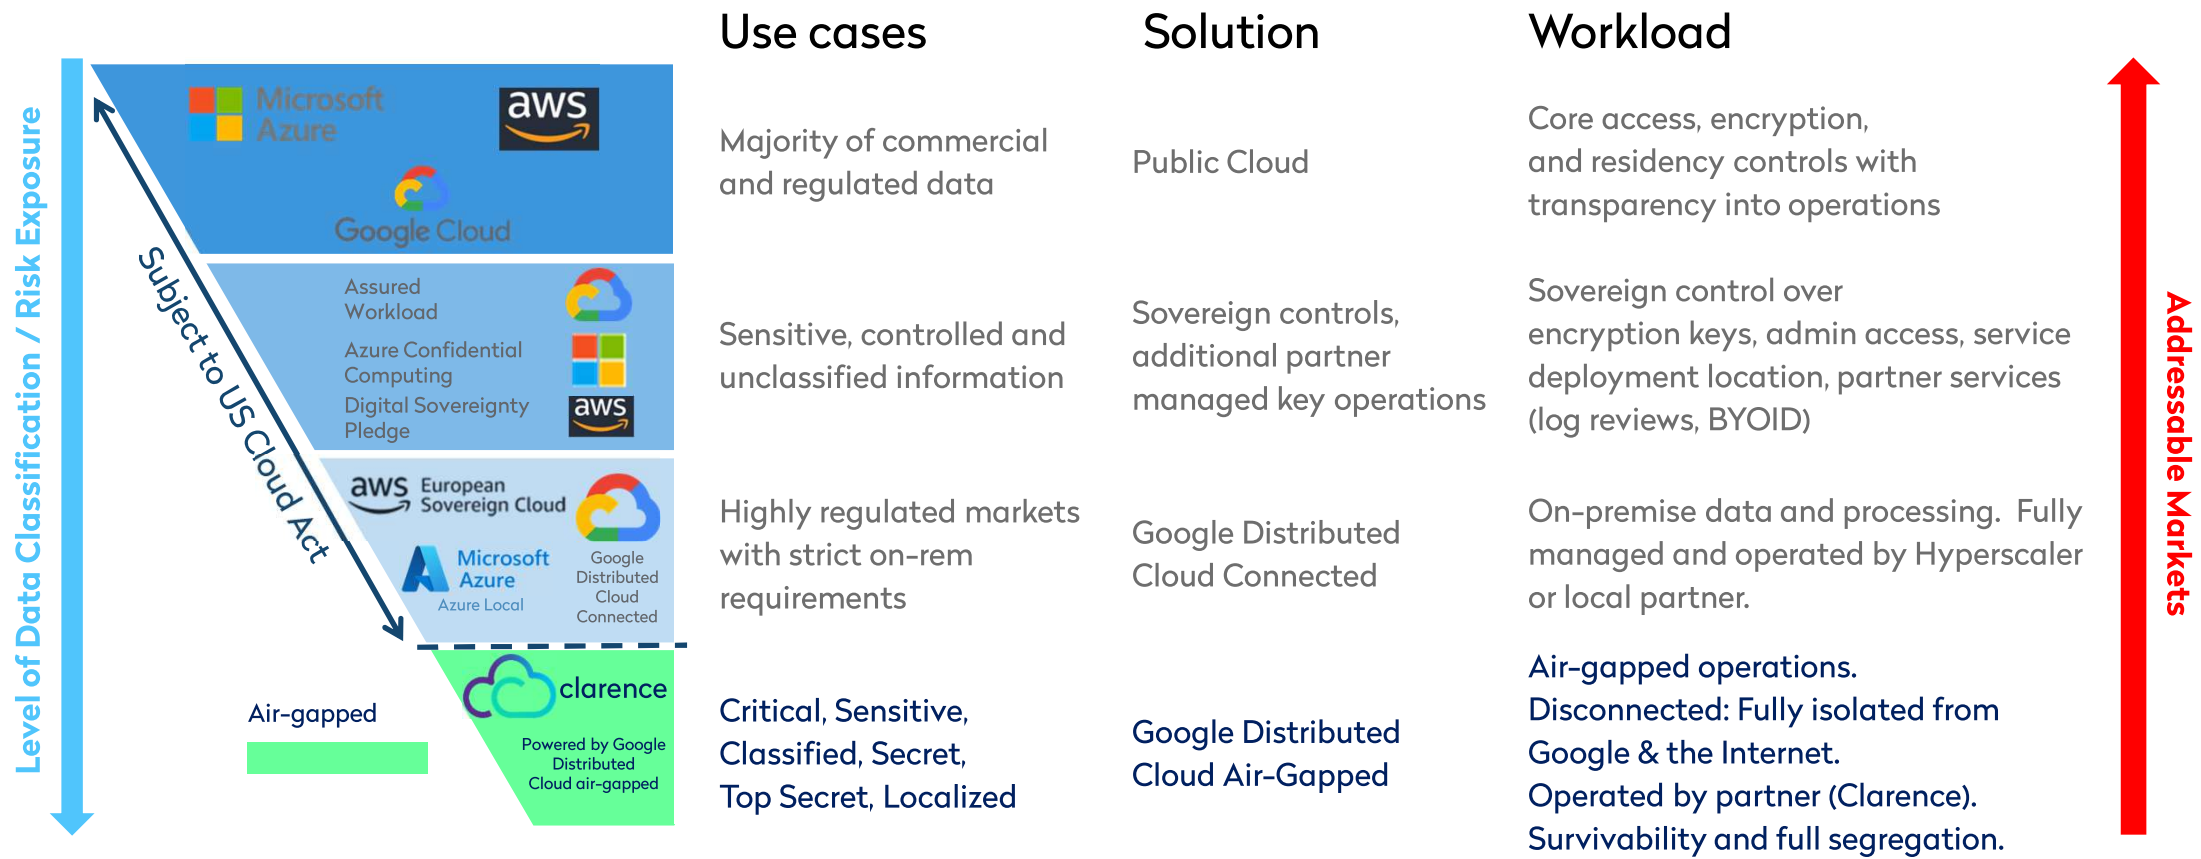 Use cases
Solution
Workload
Level of Data Classification / Risk Exposure
Subject to US Cloud Act
Microsoft
Azure
aws
Google Cloud
Majority of commercial
and regulated data
Public Cloud
Core access, encryption,
and residency controls with
transparency into operations
Assured
Workload
Azure Confidential
Computing
Digital Sovereignty
Pledge
aws
Sensitive, controlled and
unclassified information
Sovereign controls,
additional partner
managed key operations
Sovereign control over
encryption keys, admin access, service
deployment location, partner services
(log reviews, BYOID)
aws European
Sovereign Cloud
Microsoft
Azure
Azure Local
Google
Distributed
Cloud
Connected
Highly regulated markets
with strict on-rem
requirements
Google Distributed
Cloud Connected
On-premise data and processing. Fully
managed and operated by Hyperscaler
or local partner.
Air-gapped
clarence
Powered by Google
Distributed
Cloud air-gapped
Critical, Sensitive,
Classified, Secret,
Top Secret, Localized
Google Distributed
Cloud Air-Gapped
Air-gapped operations.
Disconnected: Fully isolated from
Google & the Internet.
Operated by partner (Clarence).
Survivability and full segregation.
Addressable Markets